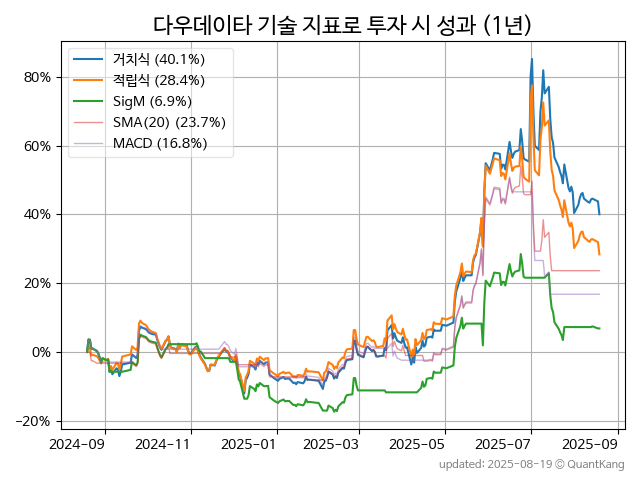 다우데이타 기술 지표로 투자 시 성과 (1년)
거치식 (40.1%)
적립식 (28.4%)
SigM (6.9%)
SMA(20) (23.7%)
MACD (16.8%)
80%
60%
40%
20%
0%
−20%
2024-09
2024-11
2025-01
2025-03
2025-05
2025-07
2025-09
updated: 2025-08-19 © QuantKang